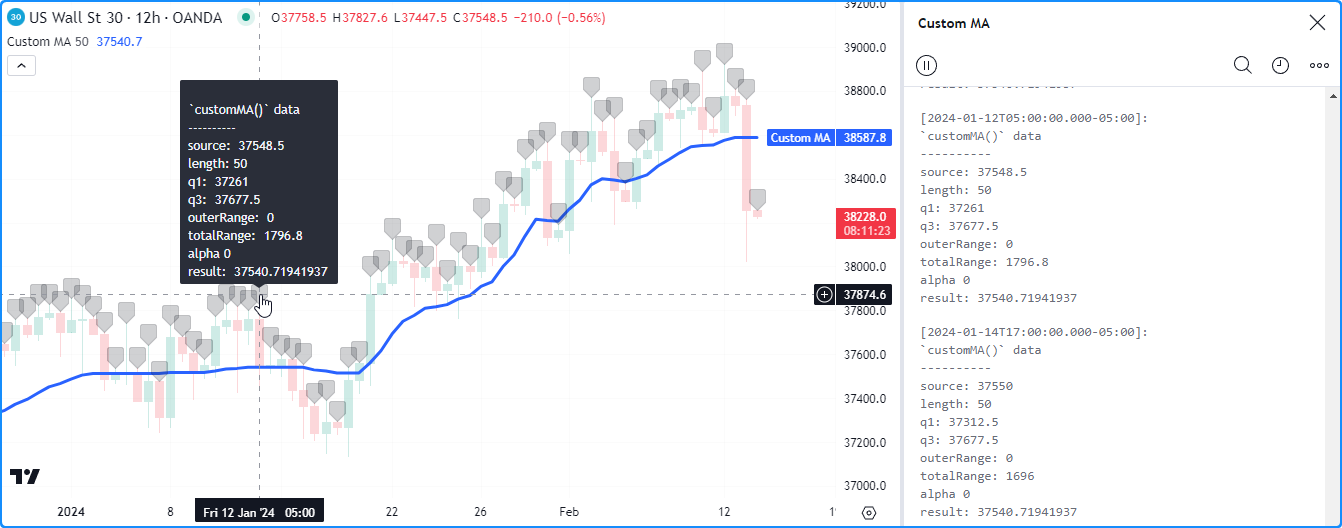 30 US Wall St 30 · 12h · OANDA O37758.5 H37827.6 L37447.5 C37548.5 −210.0 (−0.56%)
Custom MA 50 37540.7
`customMA()` data
----------
source: 37548.5
length: 50
q1: 37261
q3: 37677.5
outerRange: 0
totalRange: 1796.8
alpha 0
result: 37540.71941937
39200.0
39000.0
38800.0
Custom MA 38587.8
38400.0
38228.0
08:11:23
38000.0
37874.6
37800.0
37600.0
37400.0
37200.0
37000.0
2024 8 Fri 12 Jan '24 05:00 22 26 Feb 12
Custom MA
[2024-01-12T05:00:00.000-05:00]:
`customMA()` data
----------
source: 37548.5
length: 50
q1: 37261
q3: 37677.5
outerRange: 0
totalRange: 1796.8
alpha 0
result: 37540.71941937
[2024-01-14T17:00:00.000-05:00]:
`customMA()` data
----------
source: 37550
length: 50
q1: 37312.5
q3: 37677.5
outerRange: 0
totalRange: 1696
alpha 0
result: 37540.71941937